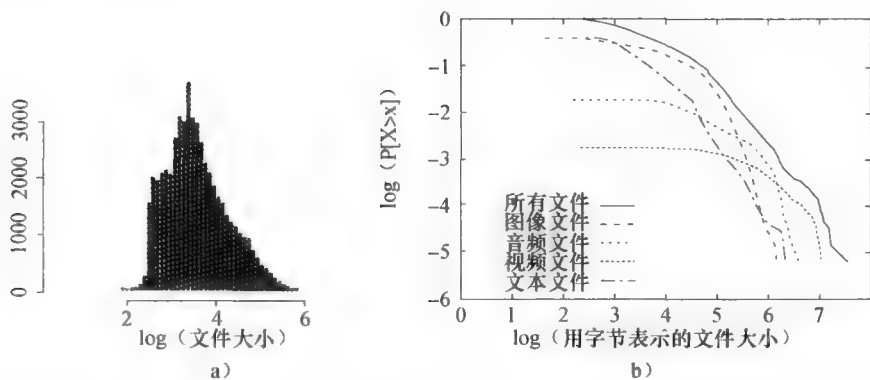 3000
2000
1000
0
2
4
6
log（文件大小）
a）
log（P[X>x]）
0
−1
−2
−3
−4
−5
−6
所有文件
图像文件
音频文件
视频文件
文本文件
0 1 2 3 4 5 6 7
log（用字节表示的文件大小）
b）